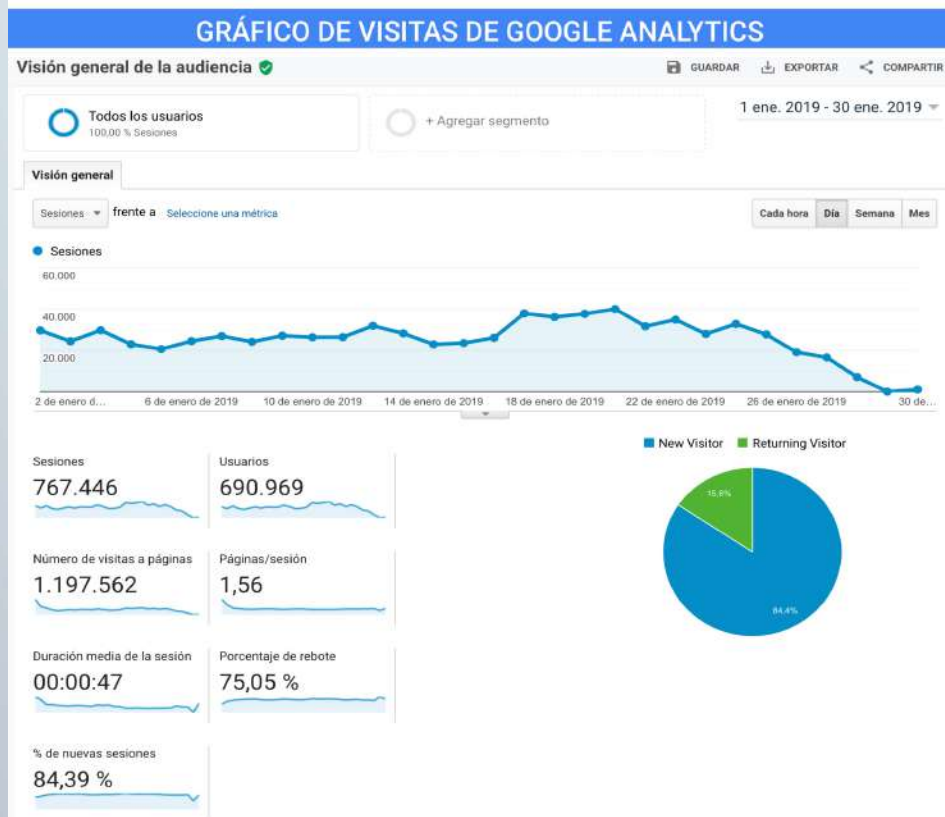 GRÁFICO DE VISITAS DE GOOGLE ANALYTICS
Visión general de la audiencia
GUARDAR EXPORTAR COMPARTIR
Todos los usuarios
100,00 % Sesiones
+ Agregar segmento
1 ene. 2019 - 30 ene. 2019
Visión general
Sesiones frente a Seleccione una métrica
Cada hora Día Semana Mes
Sesiones
60.000
40.000
20.000
2 de enero d... 6 de enero de 2019 10 de enero de 2019 14 de enero de 2019 18 de enero de 2019 22 de enero de 2019 26 de enero de 2019 30 de...
New Visitor Returning Visitor
Sesiones Usuarios
767.446 690.969
15,6%
Número de visitas a páginas Páginas/sesión
1.197.562 1,56
84,4%
Duración media de la sesión Porcentaje de rebote
00:00:47 75,05 %
% de nuevas sesiones
84,39 %